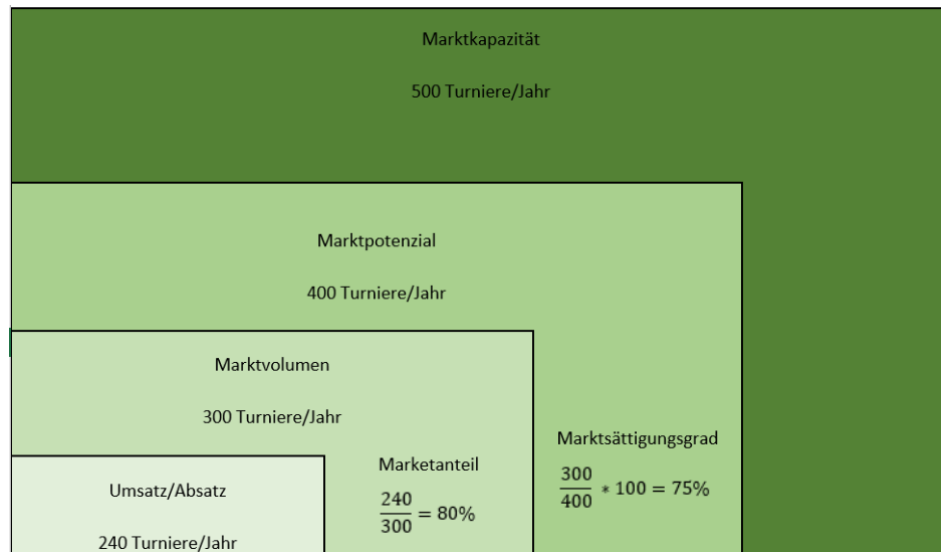 Marktkapazität
500 Turniere/Jahr
Marktpotenzial
400 Turniere/Jahr
Marktvolumen
300 Turniere/Jahr
Marktsättigungsgrad
300/400 * 100 = 75%
Marketanteil
240/300 = 80%
Umsatz/Absatz
240 Turniere/Jahr